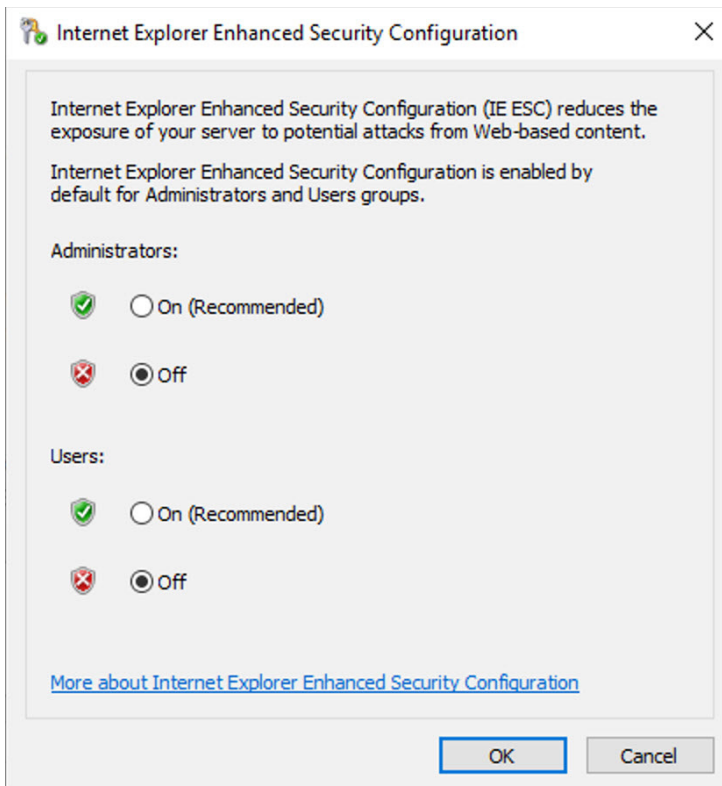 Internet Explorer Enhanced Security Configuration
Internet Explorer Enhanced Security Configuration (IE ESC) reduces the
exposure of your server to potential attacks from Web-based content.
Internet Explorer Enhanced Security Configuration is enabled by
default for Administrators and Users groups.
Administrators:
On (Recommended)
Off
Users:
On (Recommended)
Off
More about Internet Explorer Enhanced Security Configuration
OK Cancel